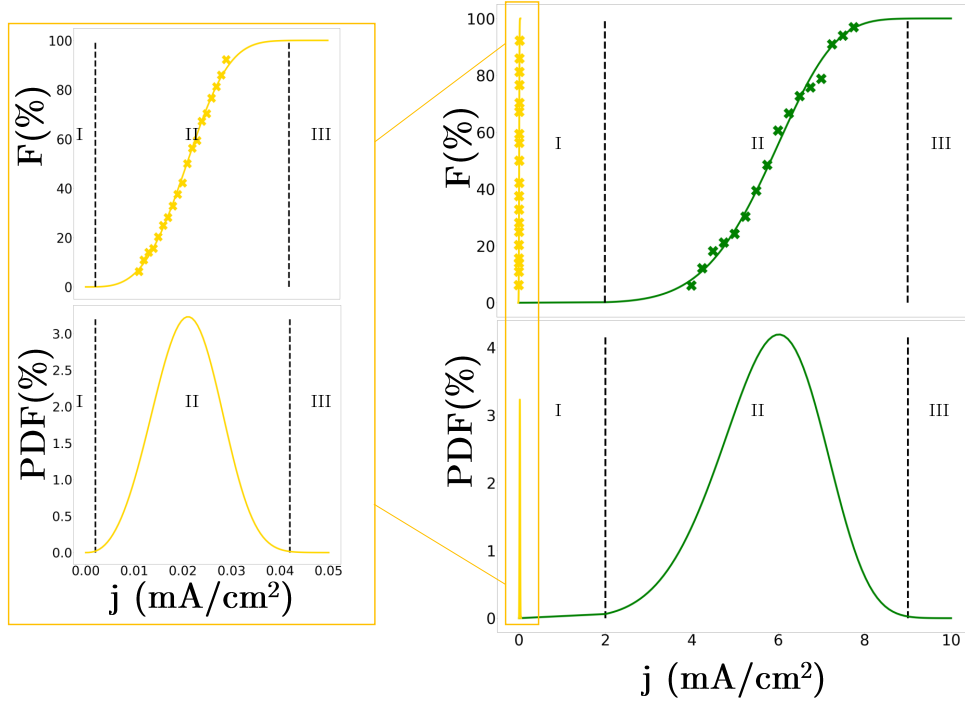 100
80
60
40
20
0
F(%)
I
II
III
3.0
2.5
2.0
1.5
1.0
0.5
0.0
PDF(%)
I
II
III
0.00 0.01 0.02 0.03 0.04 0.05
j (mA/cm²)
100
80
60
40
20
0
F(%)
I
II
III
4
3
2
1
0
PDF(%)
I
II
III
0 2 4 6 8 10
j (mA/cm²)